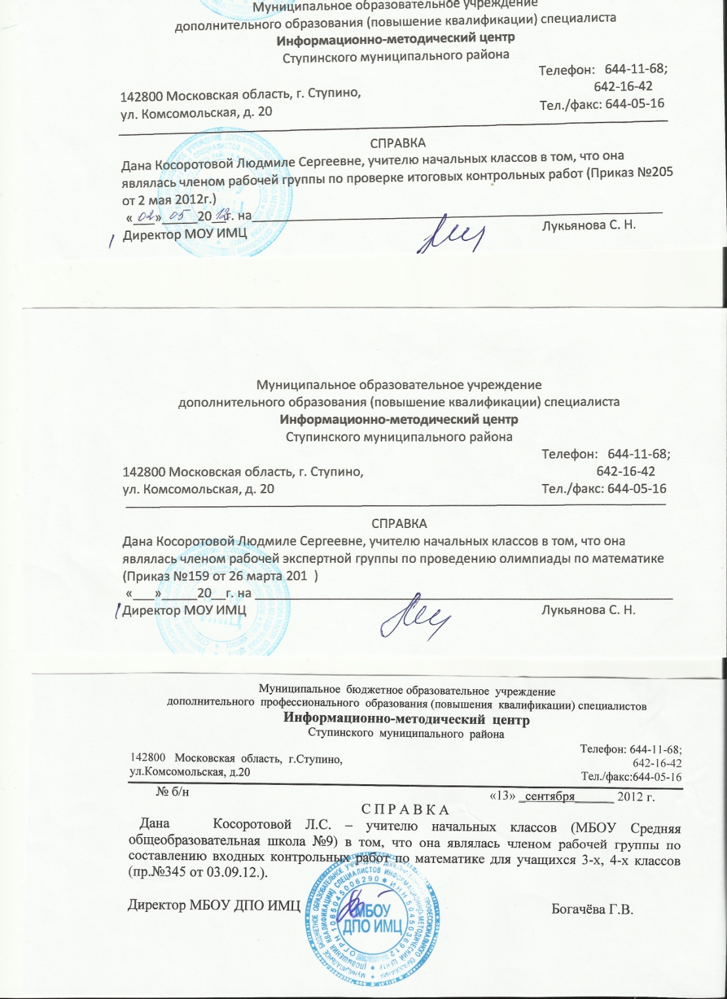 Муниципальное образовательное учреждение
дополнительного образования (повышение квалификации) специалиста
Информационно-методический центр
Ступинского муниципального района
Телефон: 644-11-68;
142800 Московская область, г. Ступино, 642-16-42
ул. Комсомольская, д. 20 Тел./факс: 644-05-16
СПРАВКА
Дана Косоротовой Людмиле Сергеевне, учителю начальных классов в том, что она
являлась членом рабочей группы по проверке итоговых контрольных работ (Приказ №205
от 2 мая 2012г.)
«02» 05 2012г. на
Директор МОУ ИМЦ Лукьянова С. Н.
Муниципальное образовательное учреждение
дополнительного образования (повышение квалификации) специалиста
Информационно-методический центр
Ступинского муниципального района
Телефон: 644-11-68;
142800 Московская область, г. Ступино, 642-16-42
ул. Комсомольская, д. 20 Тел./факс: 644-05-16
СПРАВКА
Дана Косоротовой Людмиле Сергеевне, учителю начальных классов в том, что она
являлась членом рабочей экспертной группы по проведению олимпиады по математике
(Приказ №159 от 26 марта 201 )
«___»_____20__г. на
Директор МОУ ИМЦ Лукьянова С. Н.
Муниципальное бюджетное образовательное учреждение
дополнительного профессионального образования (повышения квалификации) специалистов
Информационно-методический центр
Ступинского муниципального района
Телефон: 644-11-68;
142800 Московская область, г.Ступино, 642-16-42
ул.Комсомольская, д.20 Тел./факс:644-05-16
№ б/н «13» сентября 2012 г.
СПРАВКА
Дана Косоротовой Л.С. – учителю начальных классов (МБОУ Средняя
общеобразовательная школа №9) в том, что она являлась членом рабочей группы по
составлению входных контрольных работ по математике для учащихся 3-х, 4-х классов
(пр.№345 от 03.09.12.).
Директор МБОУ ДПО ИМЦ Богачёва Г.В.
МБОУ
ДПО ИМЦ